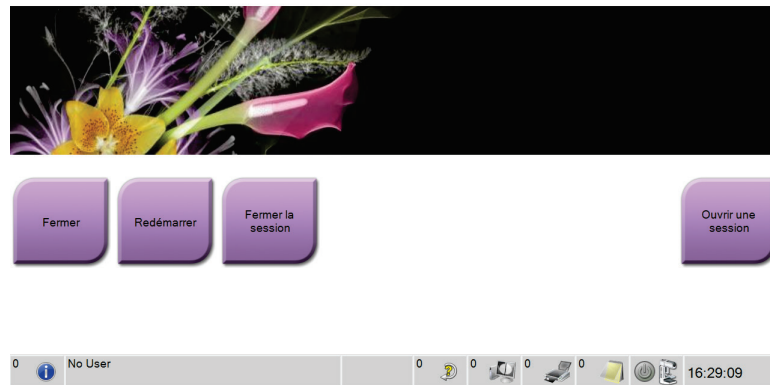 Fermer
Redémarrer
Fermer la
session
Ouvrir une
session
0
No User
0
0
0
0
16:29:09